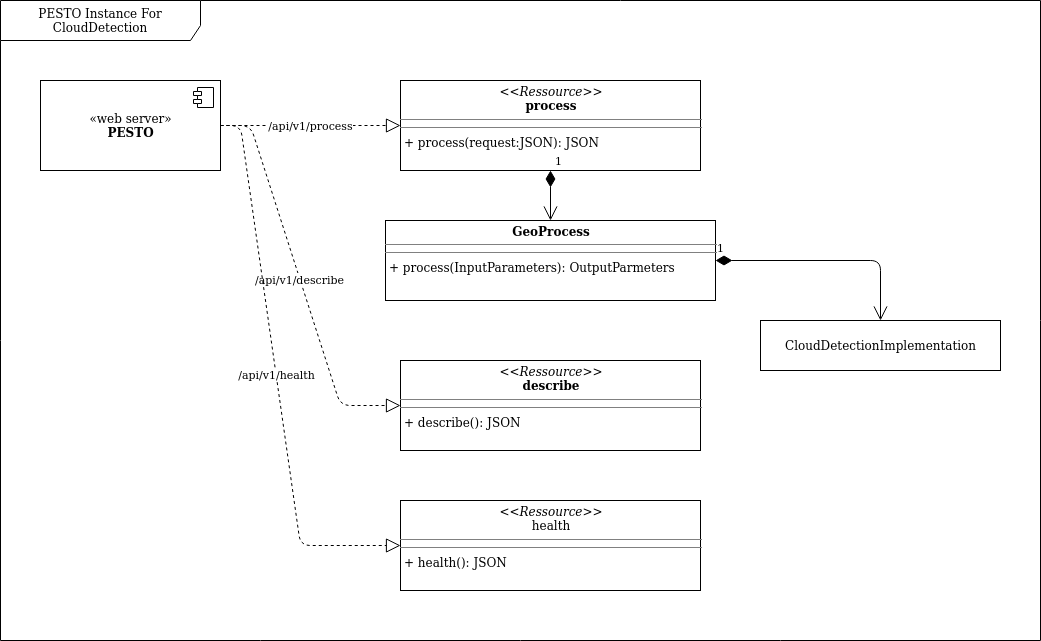 PESTO Instance For
CloudDetection
«web server»
PESTO
/api/v1/process
<<Ressource>>
process
+ process(request:JSON): JSON
1
GeoProcess
+ process(InputParameters): OutputParmeters
1
CloudDetectionImplementation
/api/v1/describe
<<Ressource>>
describe
+ describe(): JSON
/api/v1/health
<<Ressource>>
health
+ health(): JSON